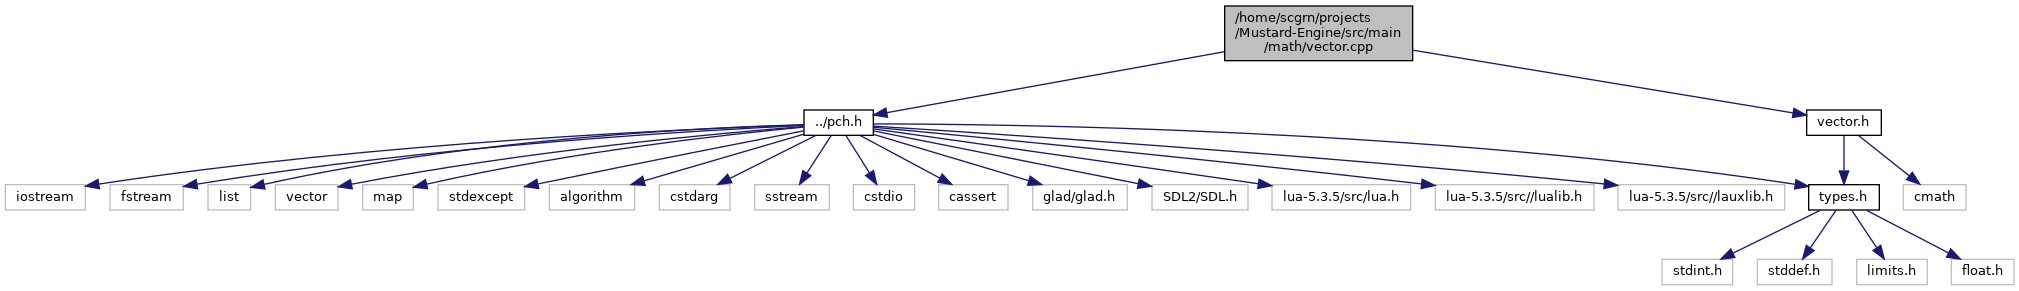 /home/scgrn/projects
/Mustard-Engine/src/main
/math/vector.cpp
../pch.h
vector.h
iostream
fstream
list
vector
map
stdexcept
algorithm
cstdarg
sstream
cstdio
cassert
glad/glad.h
SDL2/SDL.h
lua-5.3.5/src/lua.h
lua-5.3.5/src//lualib.h
lua-5.3.5/src//lauxlib.h
types.h
cmath
stdint.h
stddef.h
limits.h
float.h